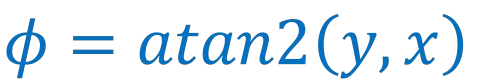 ϕ = atan2(y, x)